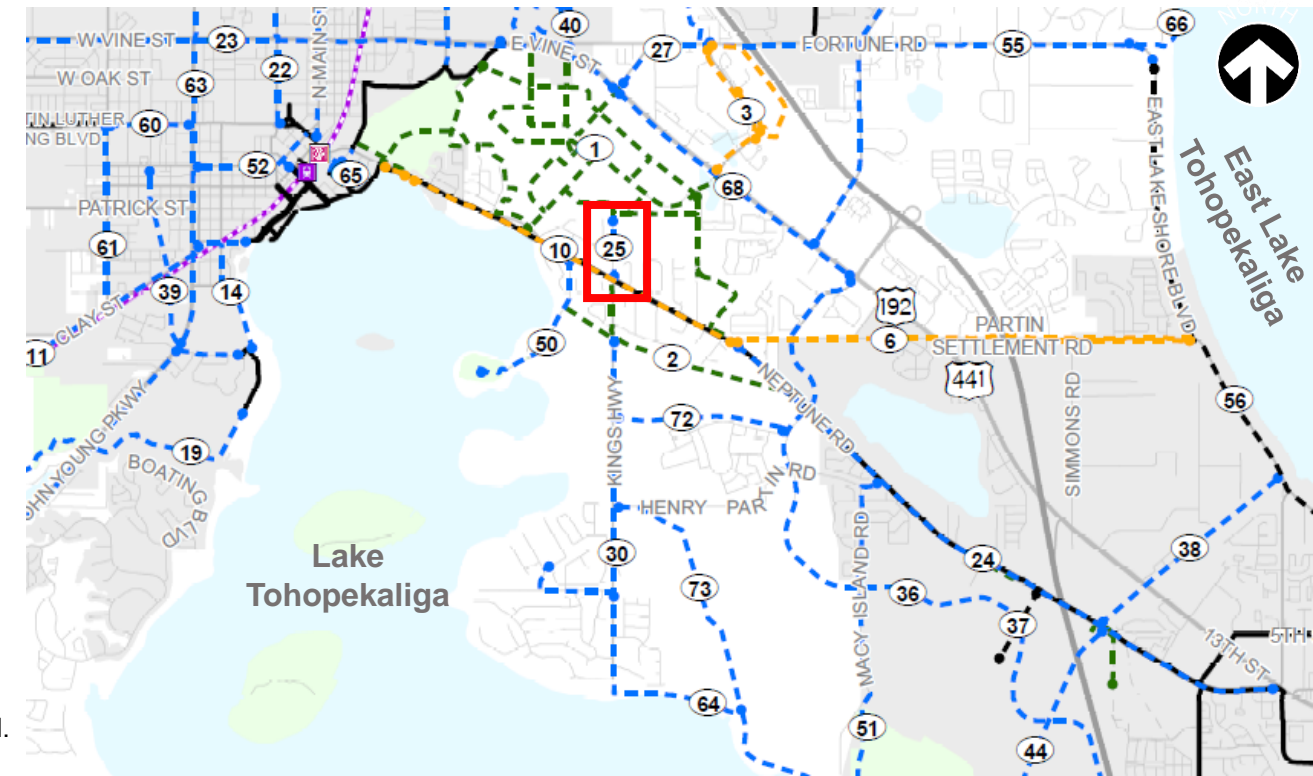 NORTH
40
66
W VINE ST
23
E VINE ST
27
FORTUNE RD
55
22
N MAIN ST
W OAK ST
63
3
EAST LAKE SHORE BLVD
TIN LUTHER
NG BLVD
60
1
East Lake
Tohopekaliga
52
65
68
PATRICK ST
61
10
25
39
14
192
PARTIN
SETTLEMENT RD
6
CLAY ST
11
50
2
441
NEPTUNE RD
56
SIMMONS RD
OHN YOUNG PKWY
KINGS HWY
72
19
BOATING
BLVD
HENRY PARTIN RD
MACY ISLAND RD
38
Lake
Tohopekaliga
30
24
73
36
37
13TH ST
5TH
64
51
44
l.